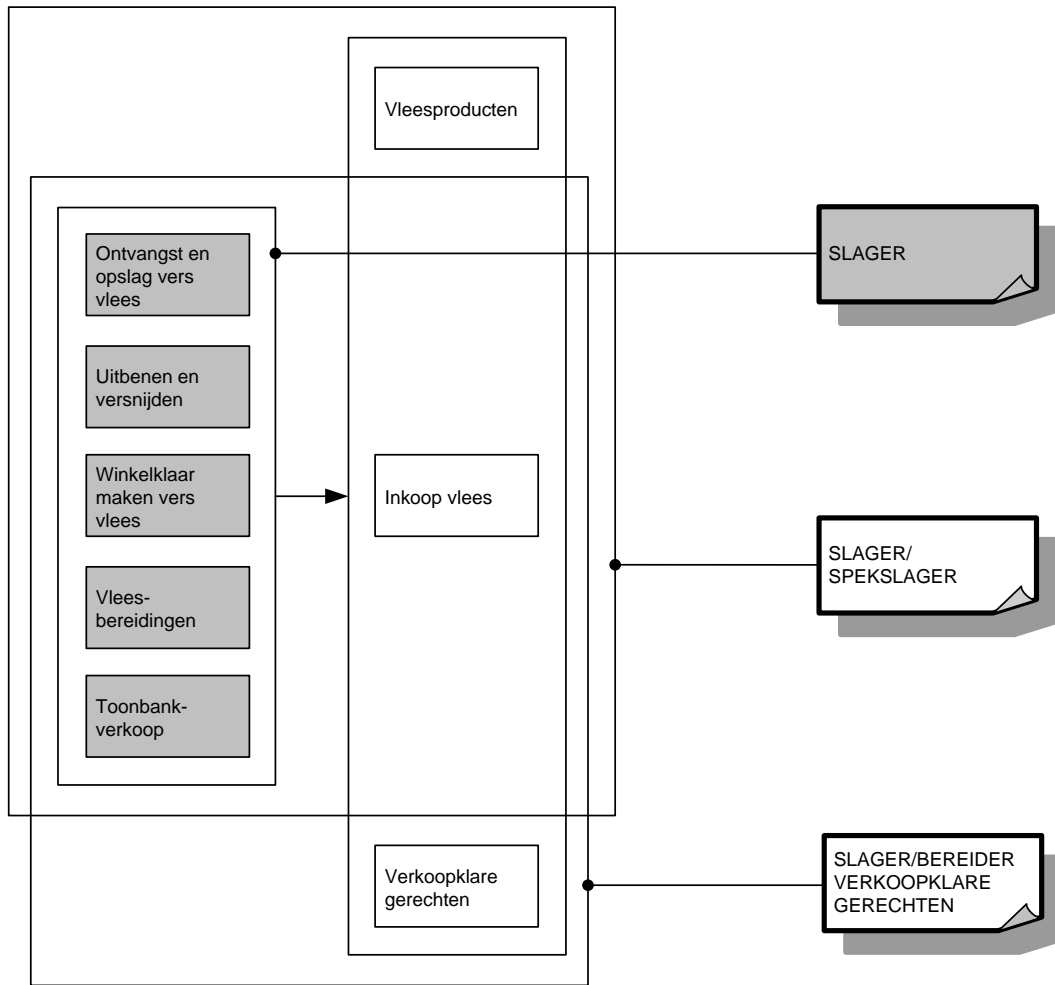 Vleesproducten
Ontvangst en
opslag vers
vlees
SLAGER
Uitbenen en
versnijden
Winkelklaar
maken vers
vlees
Inkoop vlees
SLAGER/
SPEKSLAGER
Vlees-
bereidingen
Toonbank-
verkoop
Verkoopklare
gerechten
SLAGER/BEREIDER
VERKOOPKLARE
GERECHTEN